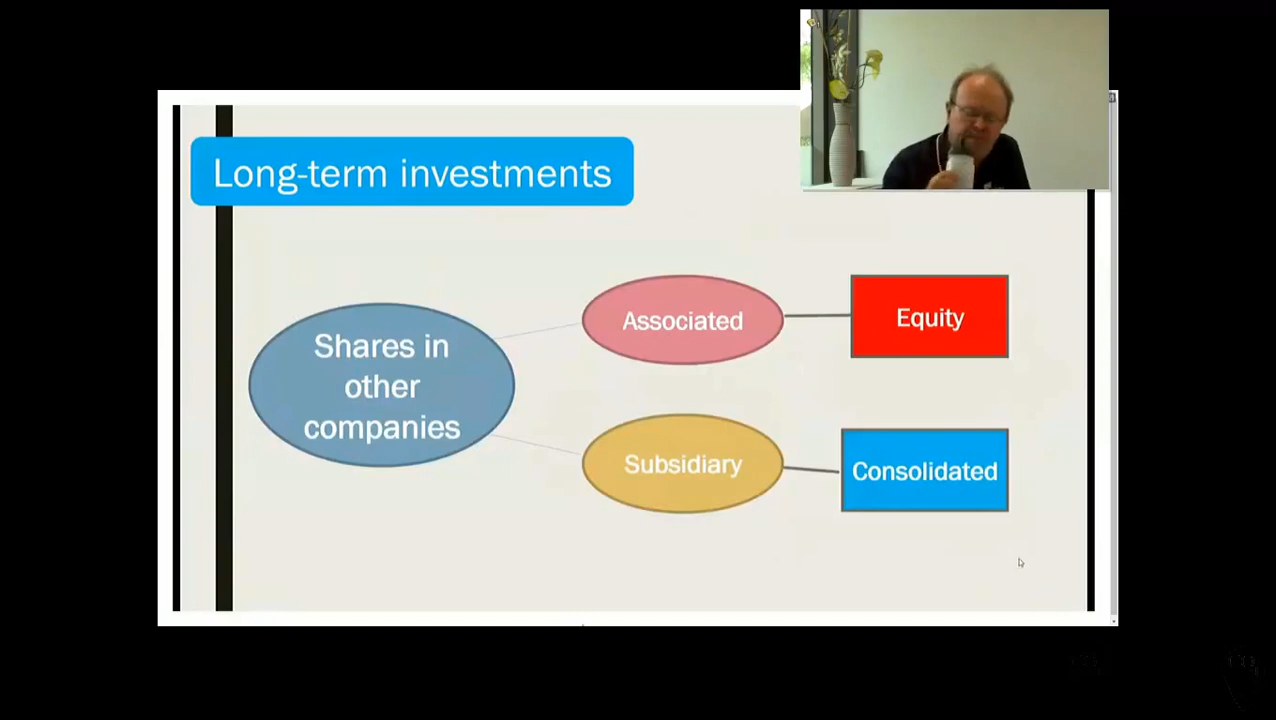 Long-term investments
Shares in
other
companies
Associated
Equity
Subsidiary
Consolidated